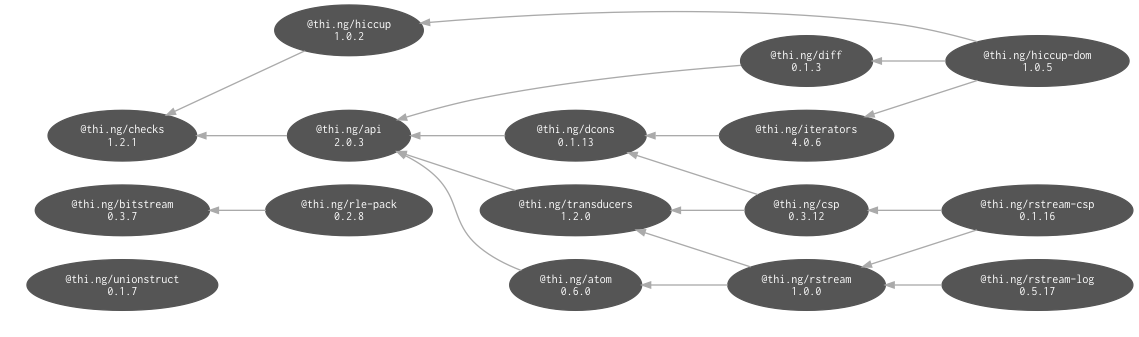 @thi.ng/hiccup
1.0.2
@thi.ng/diff
0.1.3
@thi.ng/hiccup-dom
1.0.5
@thi.ng/checks
1.2.1
@thi.ng/api
2.0.3
@thi.ng/dcons
0.1.13
@thi.ng/iterators
4.0.6
@thi.ng/bitstream
0.3.7
@thi.ng/rle-pack
0.2.8
@thi.ng/transducers
1.2.0
@thi.ng/csp
0.3.12
@thi.ng/rstream-csp
0.1.16
@thi.ng/unionstruct
0.1.7
@thi.ng/atom
0.6.0
@thi.ng/rstream
1.0.0
@thi.ng/rstream-log
0.5.17